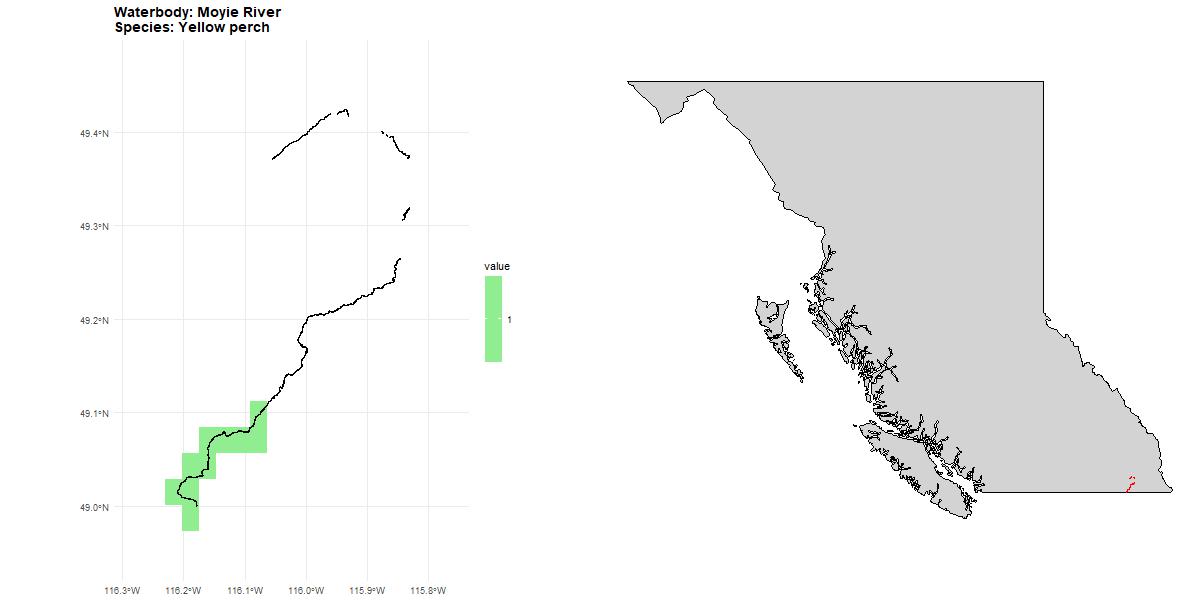 Waterbody: Moyie River
Species: Yellow perch
49.4°N
49.3°N
49.2°N
49.1°N
49.0°N
116.3°W 116.2°W 116.1°W 116.0°W 115.9°W 115.8°W
value
1